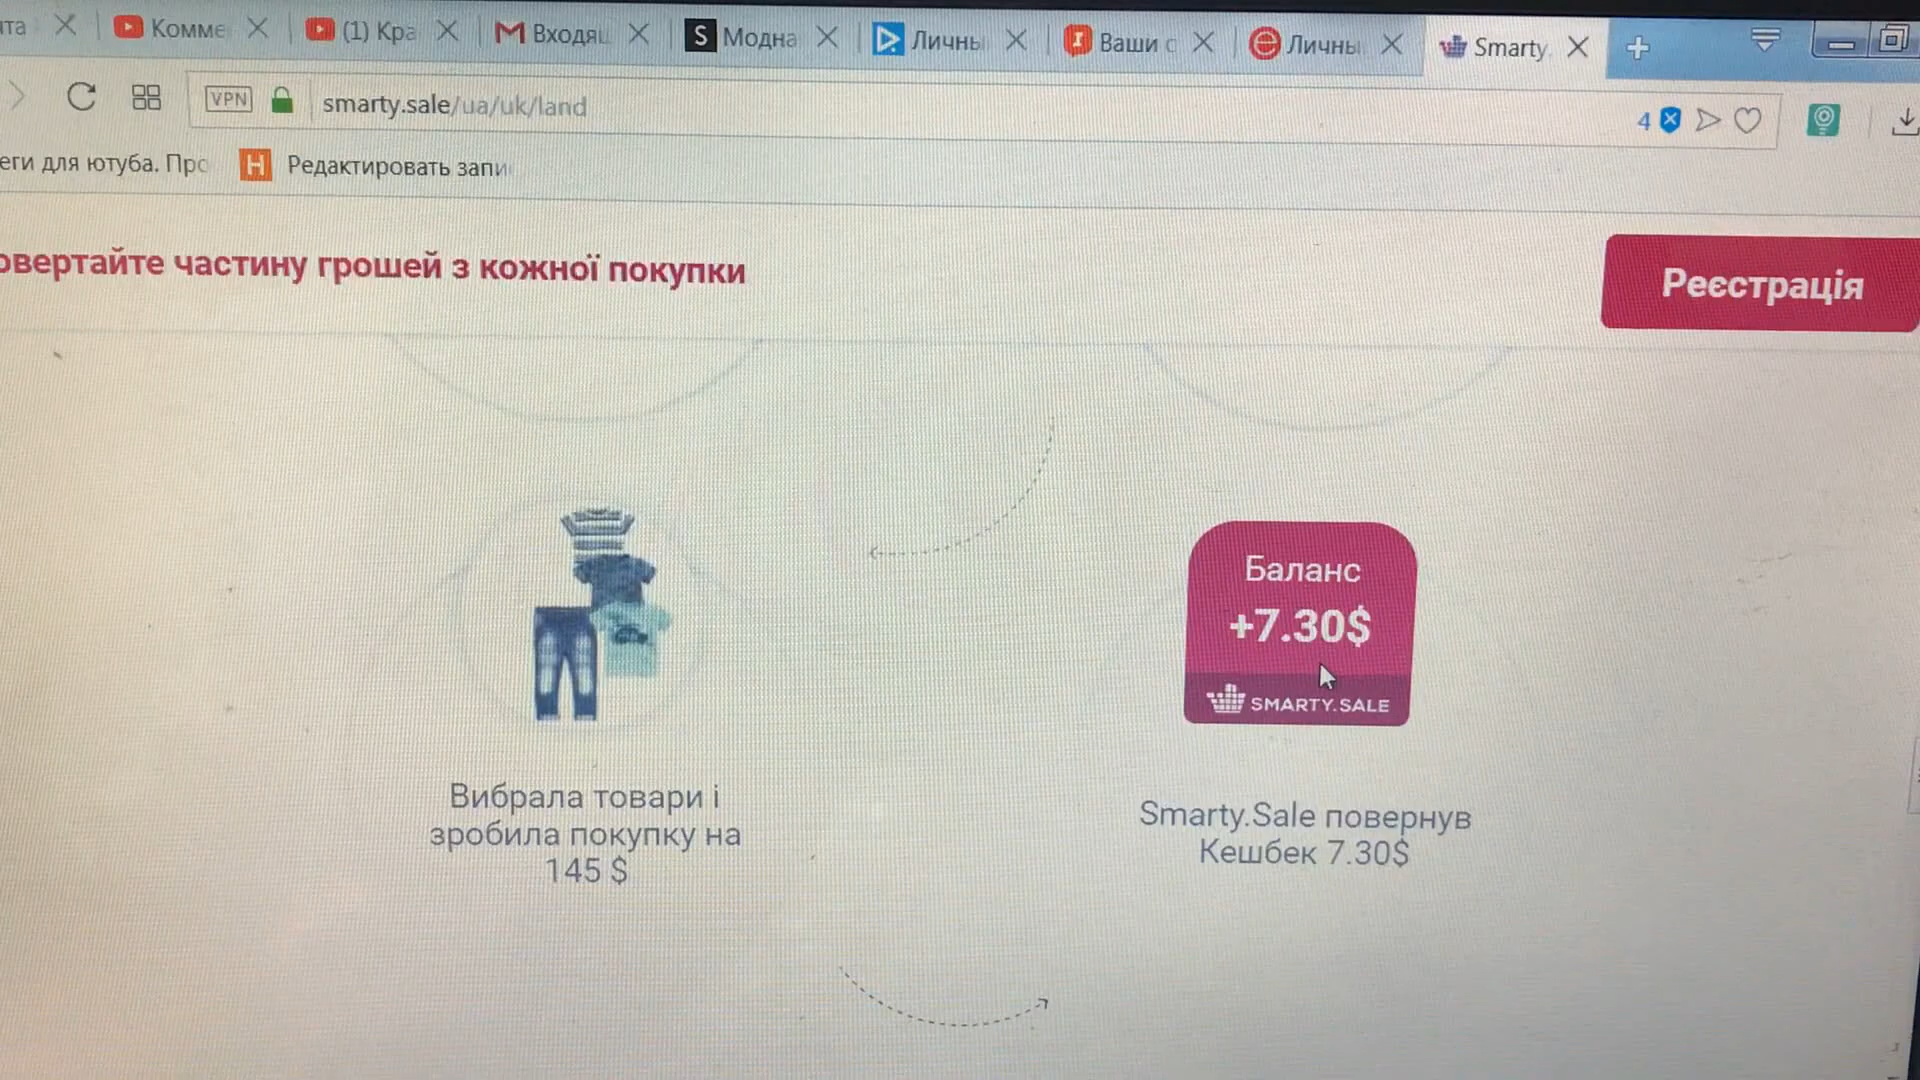 Комме
(1) Кра
Входящ
S Модна
Личны
Ваши с
Личны
Smarty.
VPN
smarty.sale/ua/uk/land
4
еги для ютуба. Про
H Редактировать запи
овертайте частину грошей з кожної покупки
Реєстрація
Баланс
+7.30$
SMARTY.SALE
Вибрала товари і
зробила покупку на
145 $
Smarty.Sale повернув
Кешбек 7.30$